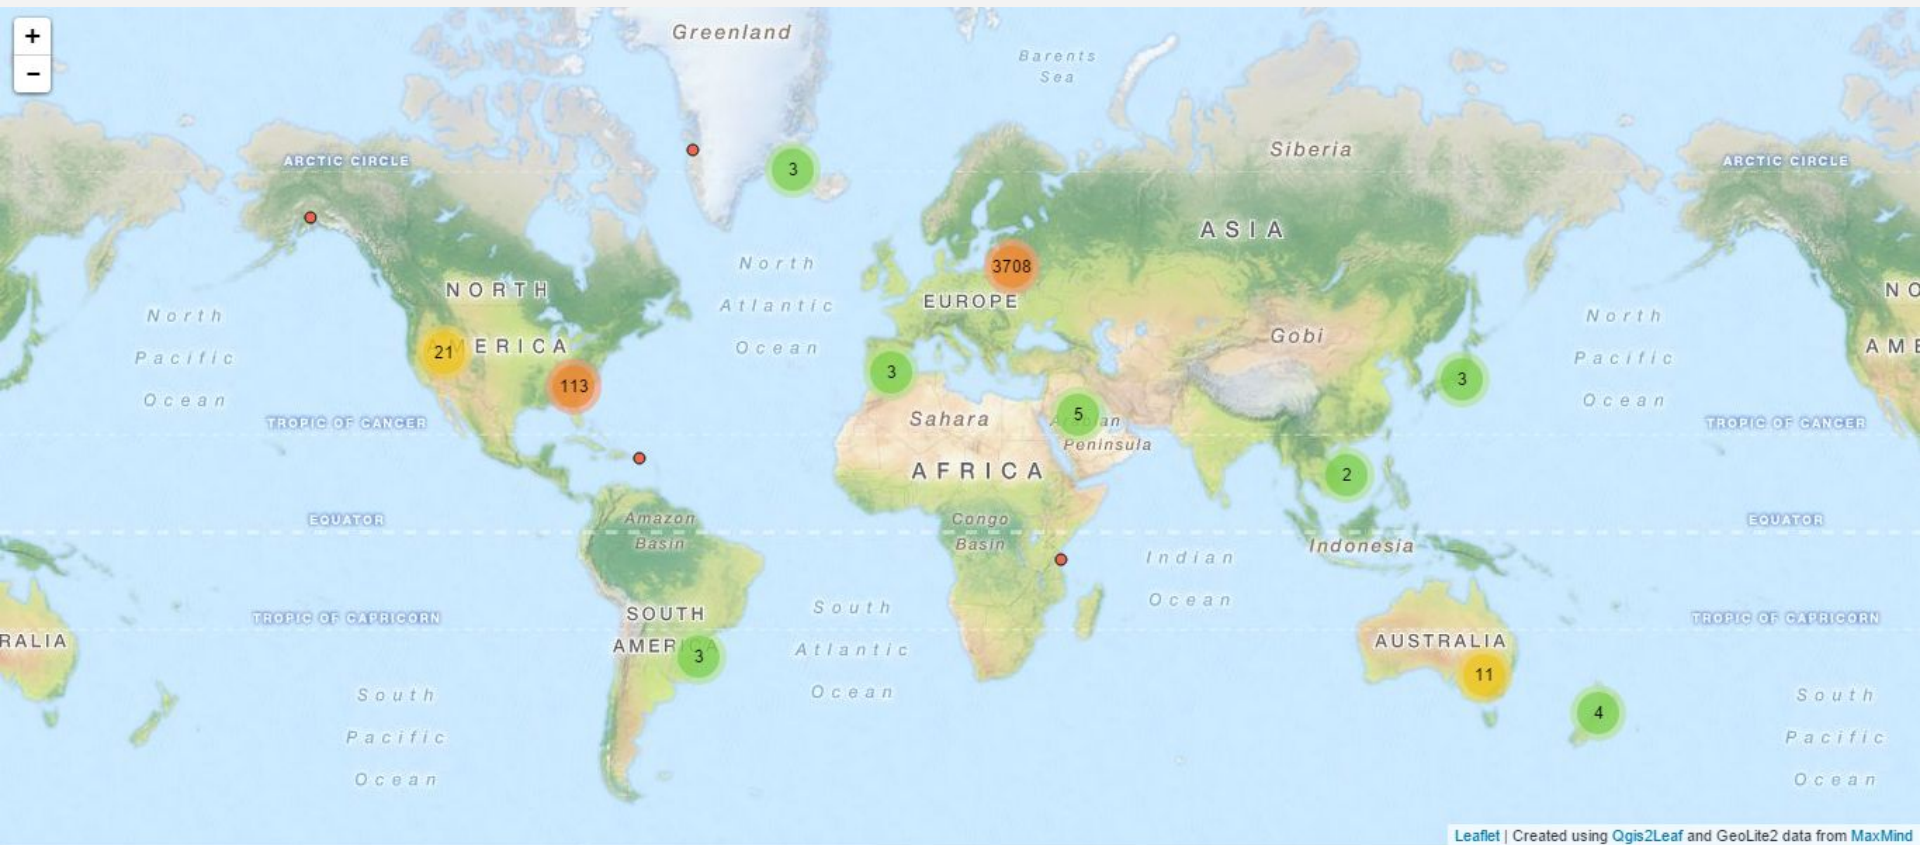 +
−
Greenland
Barents
Sea
ARCTIC CIRCLE
Siberia
ARCTIC CIRCLE
3
ASIA
3708
EUROPE
North
Atlantic
Ocean
NORTH
AMERICA
21
113
North
Pacific
Ocean
Gobi
North
Pacific
Ocean
NO
AME
3
3
5
Sahara
Peninsula
TROPIC OF CANCER
TROPIC OF CANCER
AFRICA
2
EQUATOR
Amazon
Basin
Congo
Basin
EQUATOR
Indonesia
Indian
Ocean
TROPIC OF CAPRICORN
SOUTH
AMERICA
3
South
Atlantic
Ocean
TROPIC OF CAPRICORN
RALIA
AUSTRALIA
11
4
South
Pacific
Ocean
South
Pacific
Ocean
Leaflet | Created using Qgis2Leaf and GeoLite2 data from MaxMind